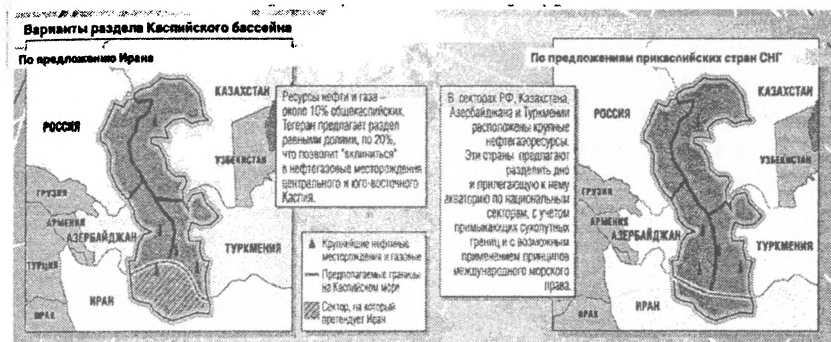 Варианты раздела Каспийского бассейна
По предложению Ирана
КАЗАХСТАН
РОССИЯ
УЗБЕКИСТАН
ГРУЗИЯ
АРМЕНИЯ
АЗЕРБАЙДЖАН
ТУРЦИЯ
ТУРКМЕНИЯ
ИРАН
ИРАК
Ресурсы нефти и газа –
около 10% общекаспийских.
Тегеран предлагает раздел
равными долями, по 20%,
что позволит "вклиниться"
в нефтегазовые месторождения
центрального и юго-восточного
Каспия.
Крупнейшие нефтяные
месторождения и газовые
Предполагаемые границы
на Каспийском море
Сектор, на который
претендует Иран
В секторах РФ, Казахстана,
Азербайджана и Туркмении
расположены крупные
нефтегазоресурсы.
Эти страны предлагают
разделить дно
и прилегающую к нему
акваторию по национальным
секторам, с учетом
примыкающих сухопутных
границ и с возможным
применением принципов
международного морского
права.
По предложениям прикаспийских стран СНГ
КАЗАХСТАН
РОССИЯ
УЗБЕКИСТАН
ГРУЗИЯ
АРМЕНИЯ
АЗЕРБАЙДЖАН
ТУРЦИЯ
ТУРКМЕНИЯ
ИРАН
ИРАК